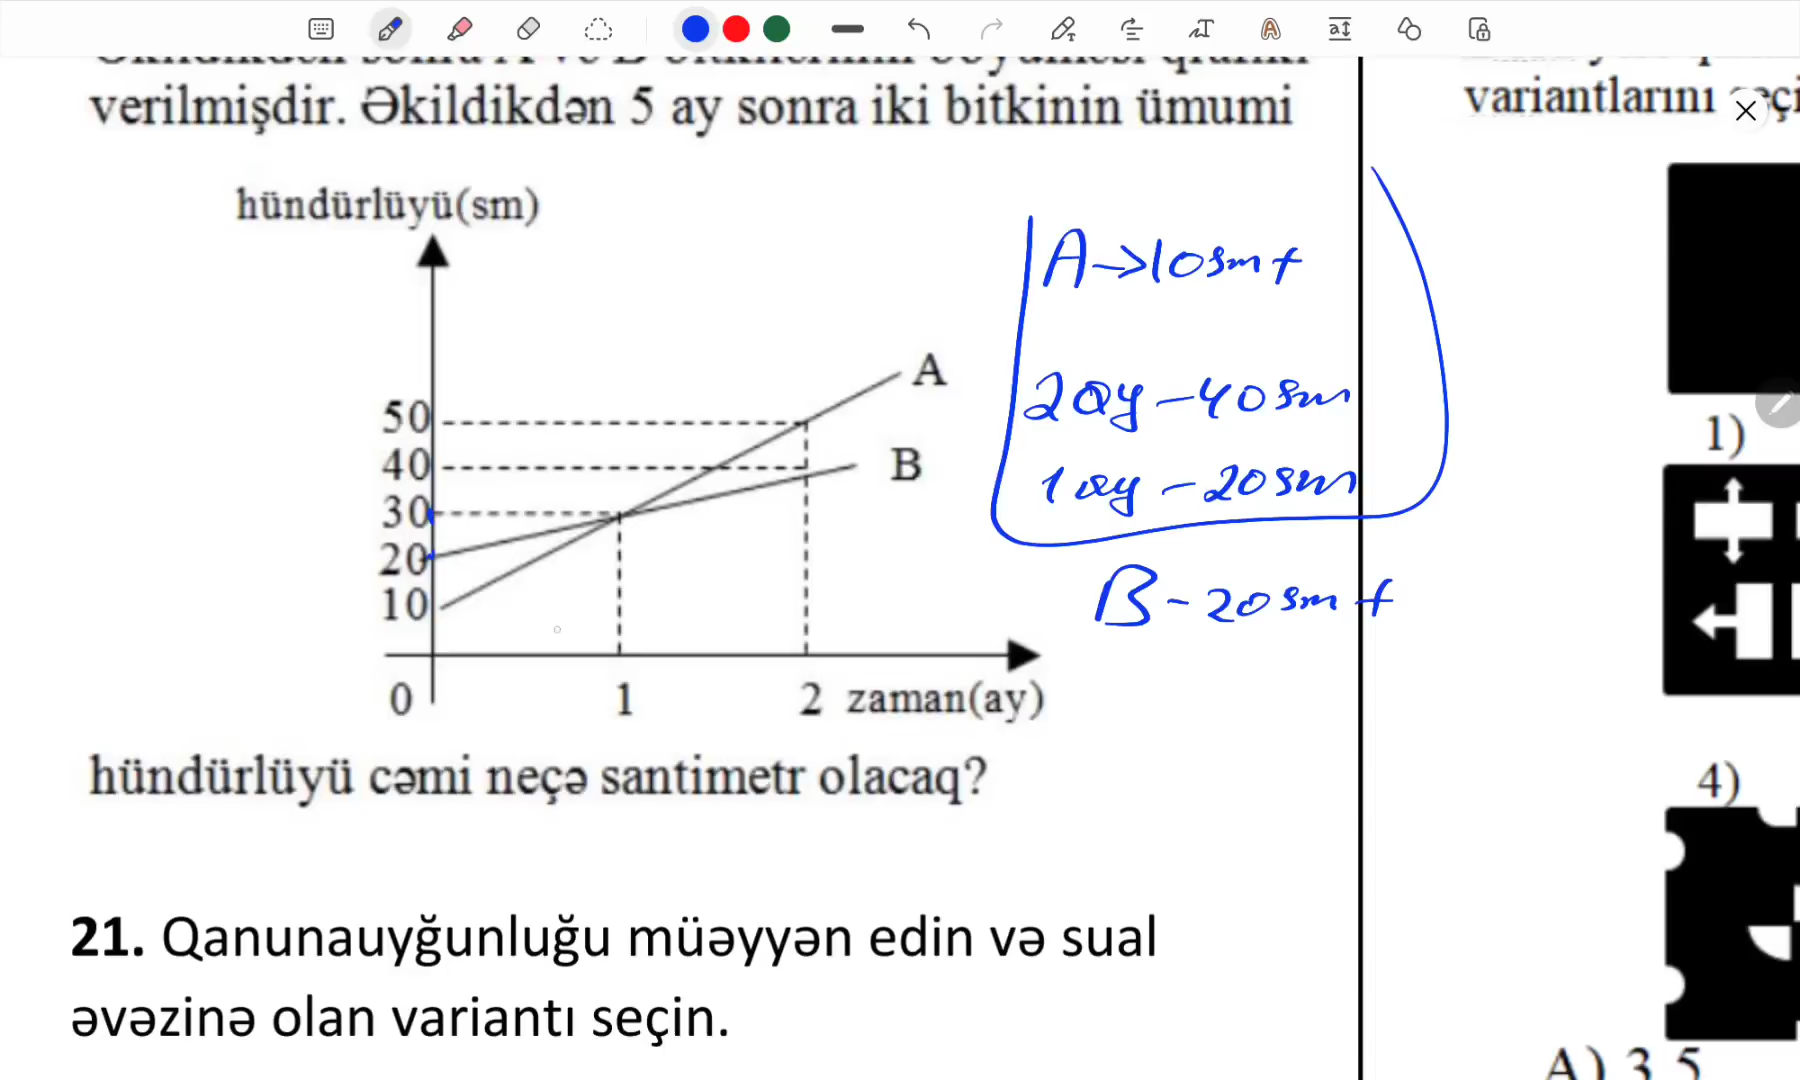 verilmişdir. Əkildikdən 5 ay sonra iki bitkinin ümumi
hündürlüyü(sm)
50
40
30
20
10
0
1
2 zaman(ay)
A
B
hündürlüyü cəmi neçə santimetr olacaq?
A->10sm+
2ay-40sm
1ay-20sm
B-20sm+
21. Qanunauyğunluğu müəyyən edin və sual
əvəzinə olan variantı seçin.
variantlarını
1)
4)
A) 3 5